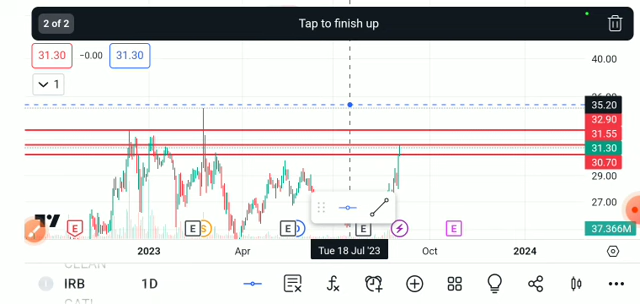 2 of 2 Tap to finish up
31.30 −0.00 31.30
1
40.00
35.20
32.90
31.55
31.30
30.70
29.00
27.00
37.366M
E E S E D E E
2023 Apr Tue 18 Jul '23 Oct 2024
IRB 1D